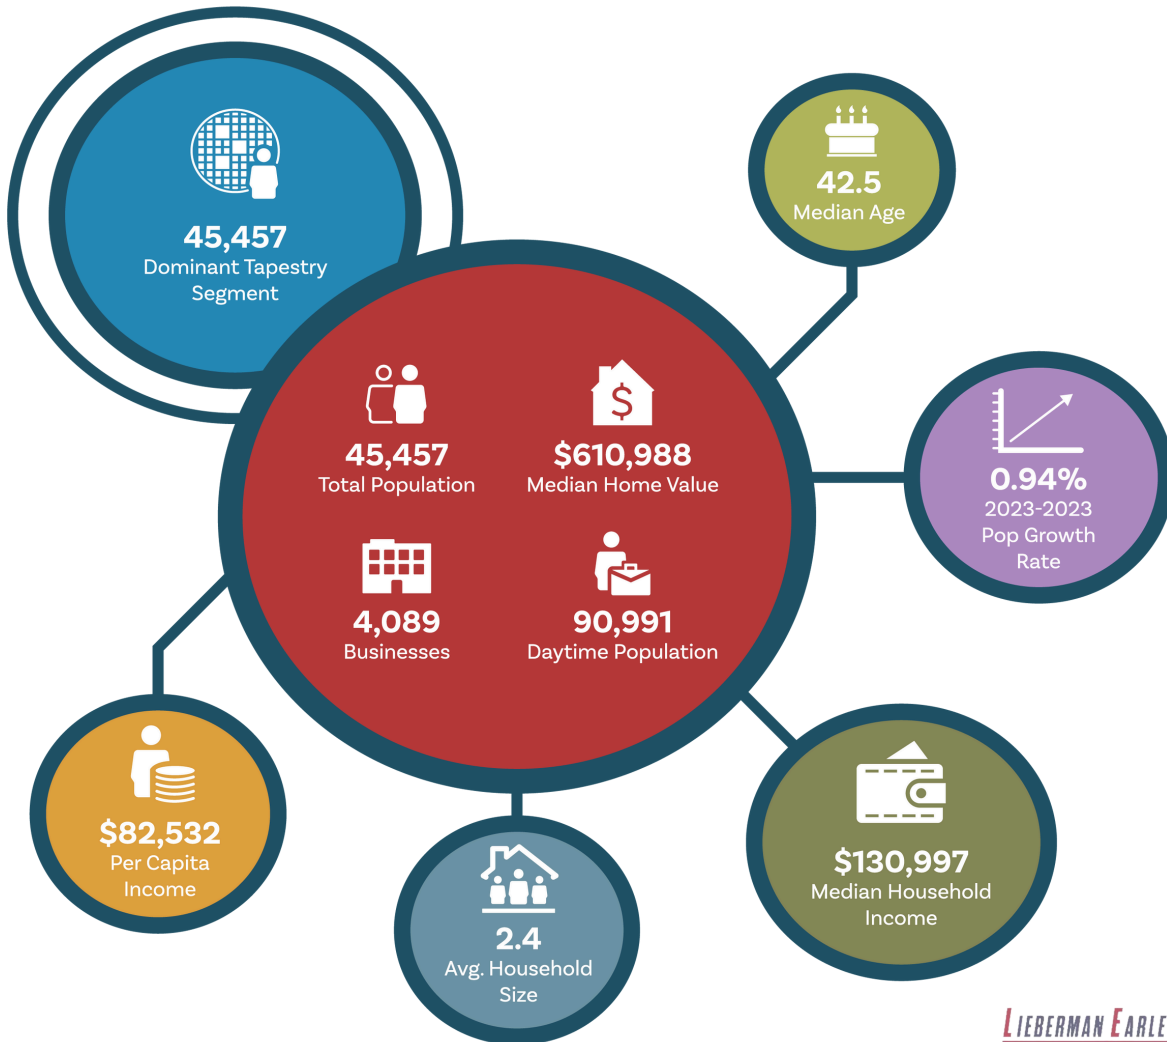 45,457
Dominant Tapestry
Segment
42.5
Median Age
45,457
Total Population
$610,988
Median Home Value
0.94%
2023-2023
Pop Growth
Rate
4,089
Businesses
90,991
Daytime Population
$82,532
Per Capita
Income
2.4
Avg. Household
Size
$130,997
Median Household
Income
LIEBERMAN EARLE